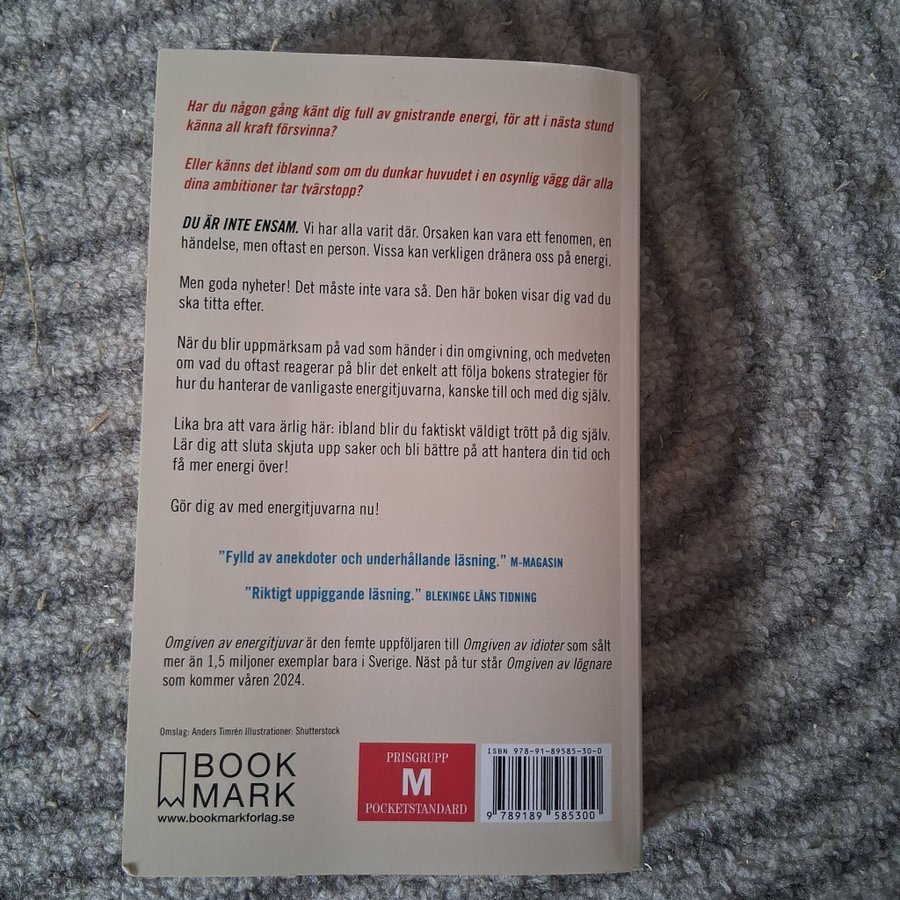 Har du någon gång känt dig full av gnistrande energi, för att i nästa stund
känna all kraft försvinna?
Eller känns det ibland som om du dunkar huvudet i en osynlig vägg där alla
dina ambitioner tar tvärstopp?
DU ÄR INTE ENSAM. Vi har alla varit där. Orsaken kan vara ett fenomen, en
händelse, men oftast en person. Vissa kan verkligen dränera oss på energi.
Men goda nyheter! Det måste inte vara så. Den här boken visar dig vad du
ska titta efter.
När du blir uppmärksam på vad som händer i din omgivning, och medveten
om vad du oftast reagerar på blir det enkelt att följa bokens strategier för
hur du hanterar de vanligaste energitjuvarna, kanske till och med dig själv.
Lika bra att vara ärlig här: ibland blir du faktiskt väldigt trött på dig själv.
Lär dig att sluta skjuta upp saker och bli bättre på att hantera din tid och
få mer energi över!
Gör dig av med energitjuvarna nu!
"Fylld av anekdoter och underhållande läsning." M-MAGASIN
"Riktigt uppiggande läsning." BLEKINGE LÄNS TIDNING
Omgiven av energitjuvar är den femte uppföljaren till Omgiven av idioter som sålt
mer än 1,5 miljoner exemplar bara i Sverige. Näst på tur står Omgiven av lögnare
som kommer våren 2024.
Omslag: Anders Timrén Illustrationer: Shutterstock
BOOK
MARK
www.bookmarkforlag.se
PRISGRUPP
M
POCKETSTANDARD
ISBN 978-91-89585-30-0
9 789189 585300